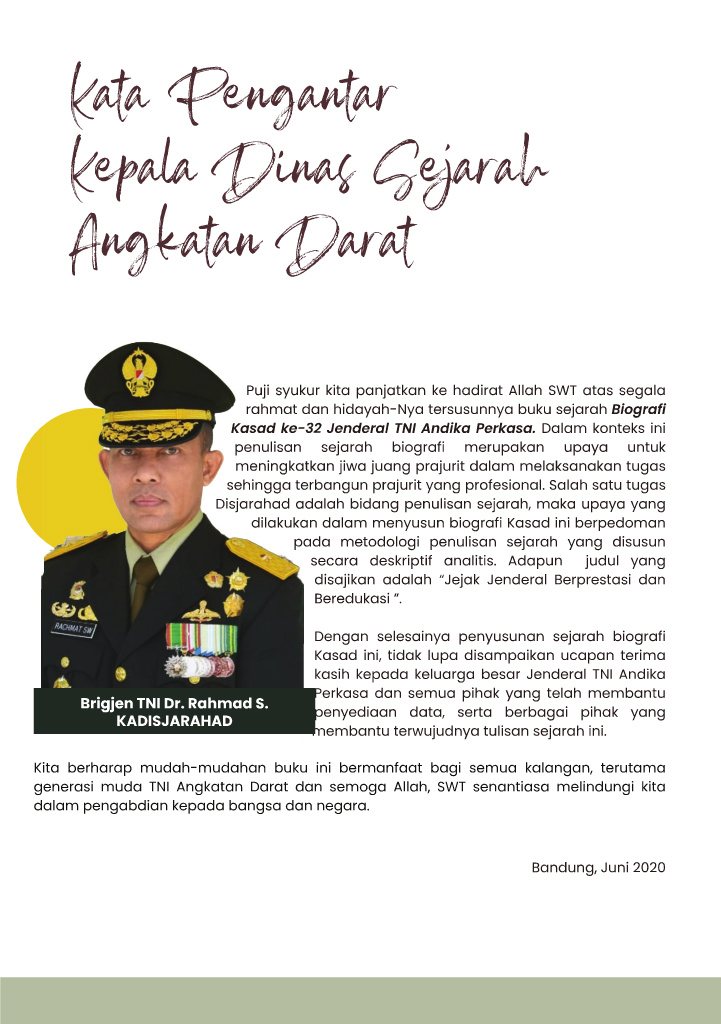 Kata Pengantar
Kepala Dinas Sejarah
Angkatan Darat
Puji syukur kita panjatkan ke hadirat Allah SWT atas segala
rahmat dan hidayah-Nya tersusunnya buku sejarah Biografi
Kasad ke-32 Jenderal TNI Andika Perkasa. Dalam konteks ini
penulisan sejarah biografi merupakan upaya untuk
meningkatkan jiwa juang prajurit dalam melaksanakan tugas
sehingga terbangun prajurit yang profesional. Salah satu tugas
Disjarahad adalah bidang penulisan sejarah, maka upaya yang
dilakukan dalam menyusun biografi Kasad ini berpedoman
pada metodologi penulisan sejarah yang disusun
secara deskriptif analitis. Adapun judul yang
disajikan adalah “Jejak Jenderal Berprestasi dan
Beredukasi ”.
Dengan selesainya penyusunan sejarah biografi
Kasad ini, tidak lupa disampaikan ucapan terima
kasih kepada keluarga besar Jenderal TNI Andika
Perkasa dan semua pihak yang telah membantu
penyediaan data, serta berbagai pihak yang
membantu terwujudnya tulisan sejarah ini.
RACHMAT SW
Brigjen TNI Dr. Rahmad S.
KADISJARAHAD
Kita berharap mudah-mudahan buku ini bermanfaat bagi semua kalangan, terutama
generasi muda TNI Angkatan Darat dan semoga Allah, SWT senantiasa melindungi kita
dalam pengabdian kepada bangsa dan negara.
Bandung, Juni 2020